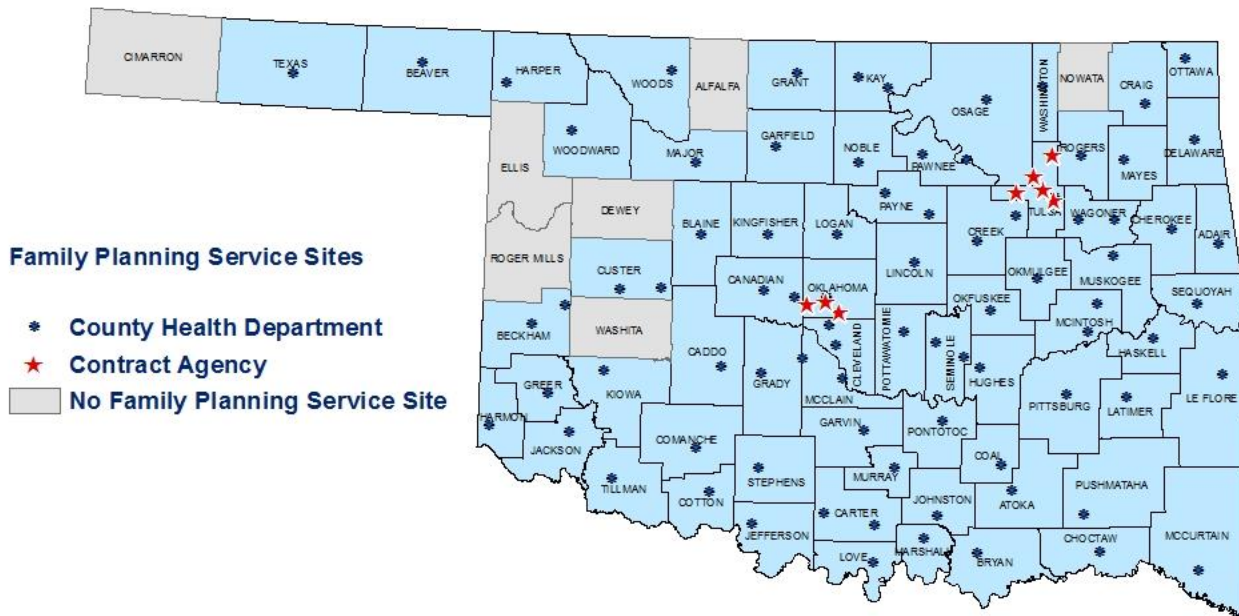 CIMARRON
TEXAS
BEAVER
HARPER
WOODS
ALFALFA
GRANT
KAY
OSAGE
WASHINGTON
NOWATA
CRAIG
OTTAWA
WOODWARD
MAJOR
GARFIELD
NOBLE
PAWNEE
ROGERS
MAYES
DELAWARE
ELLIS
DEWEY
BLAINE
KINGFISHER
LOGAN
PAYNE
CREEK
TULSA
WAGONER
CHEROKEE
ADAIR
ROGER MILLS
CUSTER
CANADIAN
OKLAHOMA
LINCOLN
OKMULGEE
MUSKOGEE
SEQUOYAH
OKFUSKEE
MCINTOSH
Family Planning Service Sites
County Health Department
Contract Agency
No Family Planning Service Site
BECKHAM
WASHITA
CADDO
GRADY
CLEVELAND
POTTAWATOMIE
SEMINOLE
HUGHES
HASKELL
PITTSBURG
LATIMER
LE FLORE
GREER
KIOWA
MCCLAIN
HARMON
JACKSON
COMANCHE
GARVIN
PONTOTOC
COAL
TILLMAN
COTTON
STEPHENS
MURRAY
JOHNSTON
ATOKA
PUSHMATAHA
JEFFERSON
CARTER
LOVE
MARSHALL
BRYAN
CHOCTAW
MCCURTAIN